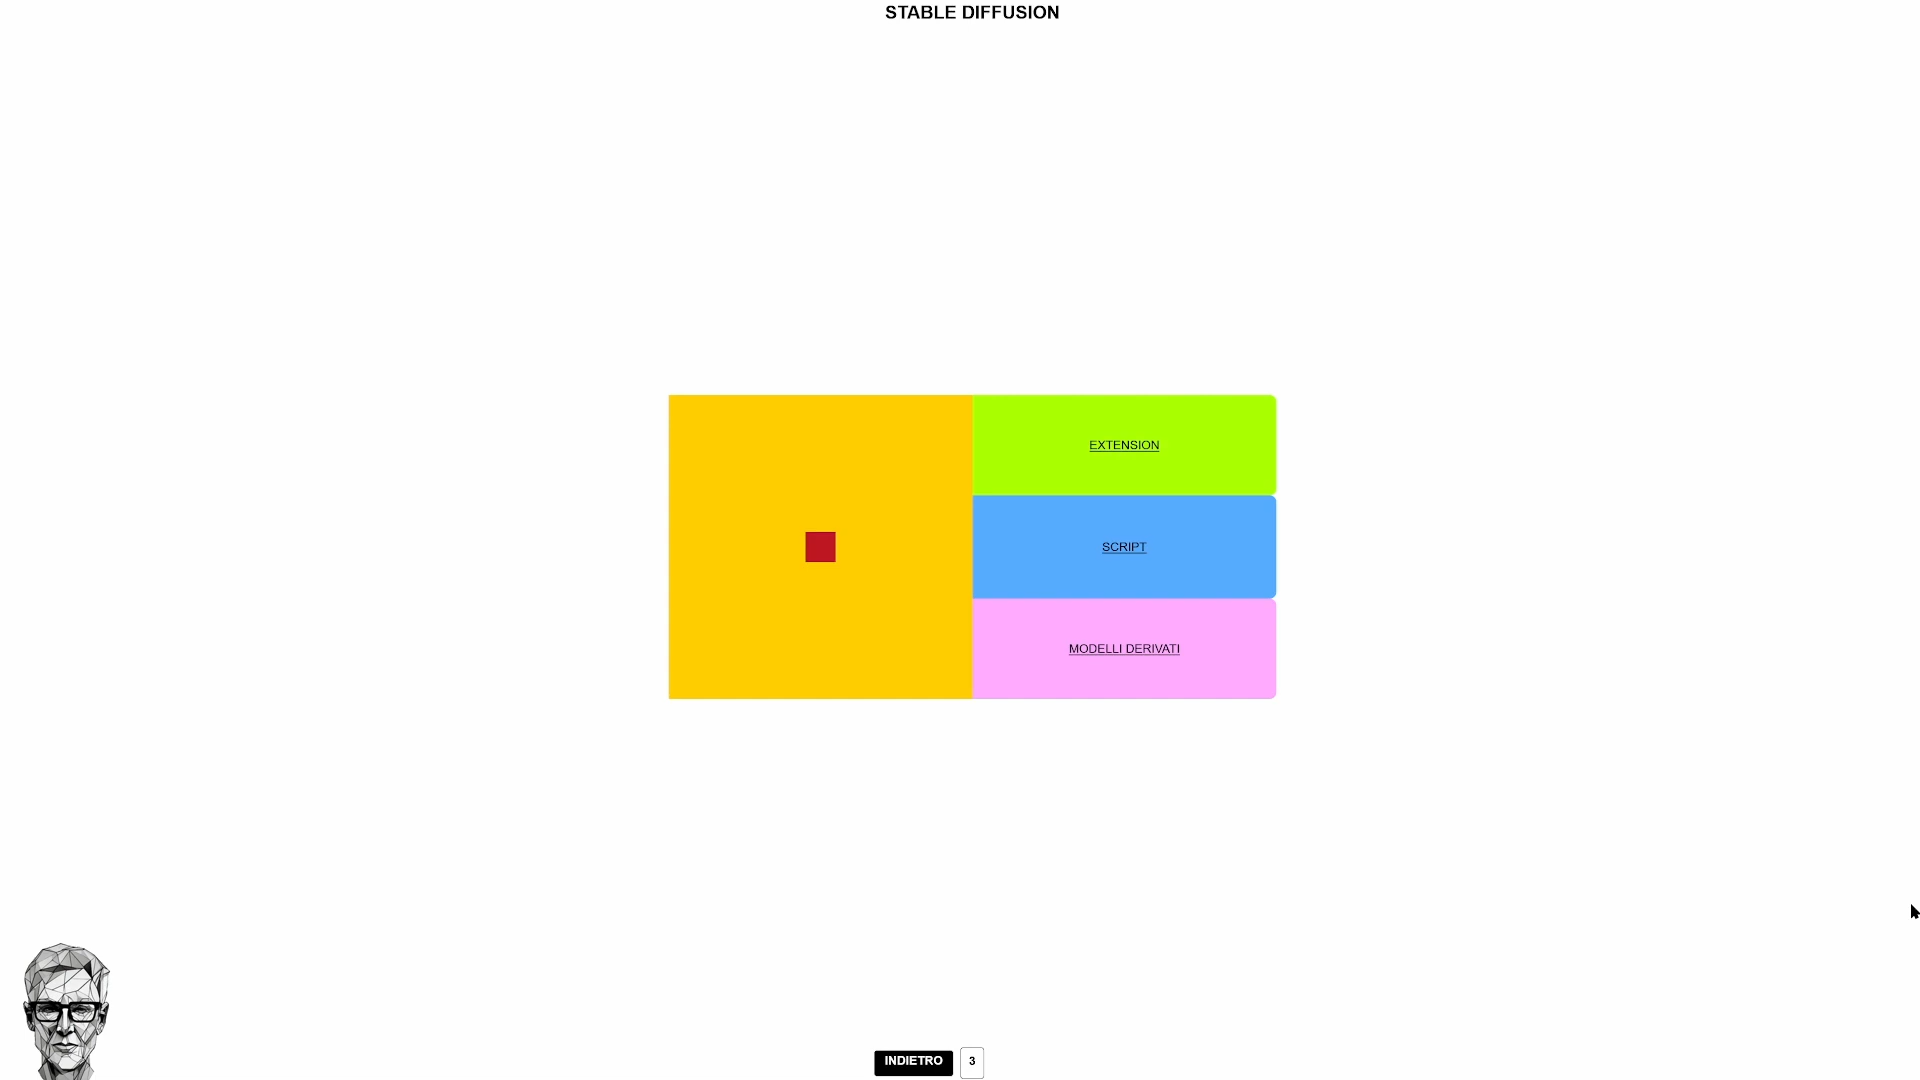 STABLE DIFFUSION
EXTENSION
SCRIPT
MODELLI DERIVATI
INDIETRO 3